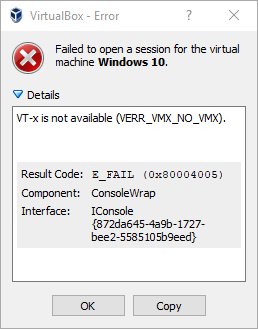 VirtualBox - Error
?
Failed to open a session for the virtual
machine Windows 10.
Details
VT-x is not available (VERR_VMX_NO_VMX).
Result Code: E_FAIL (0x80004005)
Component: ConsoleWrap
Interface: IConsole
{872da645-4a9b-1727-
bee2-5585105b9eed}
OK Copy